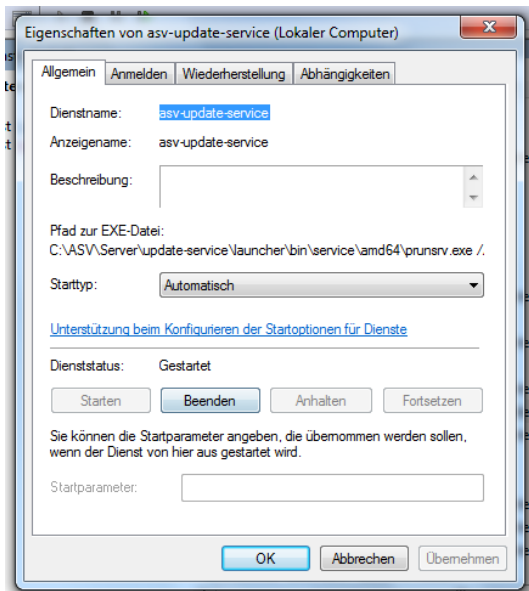 Eigenschaften von asv-update-service (Lokaler Computer)
Allgemein Anmelden Wiederherstellung Abhängigkeiten
Dienstname: asv-update-service
Anzeigename: asv-update-service
Beschreibung:
Pfad zur EXE-Datei:
C:\ASV\Server\update-service\launcher\bin\service\amd64\prunsrv.exe /.
Starttyp: Automatisch
Unterstützung beim Konfigurieren der Startoptionen für Dienste
Dienststatus: Gestartet
Starten Beenden Anhalten Fortsetzen
Sie können die Startparameter angeben, die übernommen werden sollen,
wenn der Dienst von hier aus gestartet wird.
Startparameter:
OK Abbrechen Übernehmen